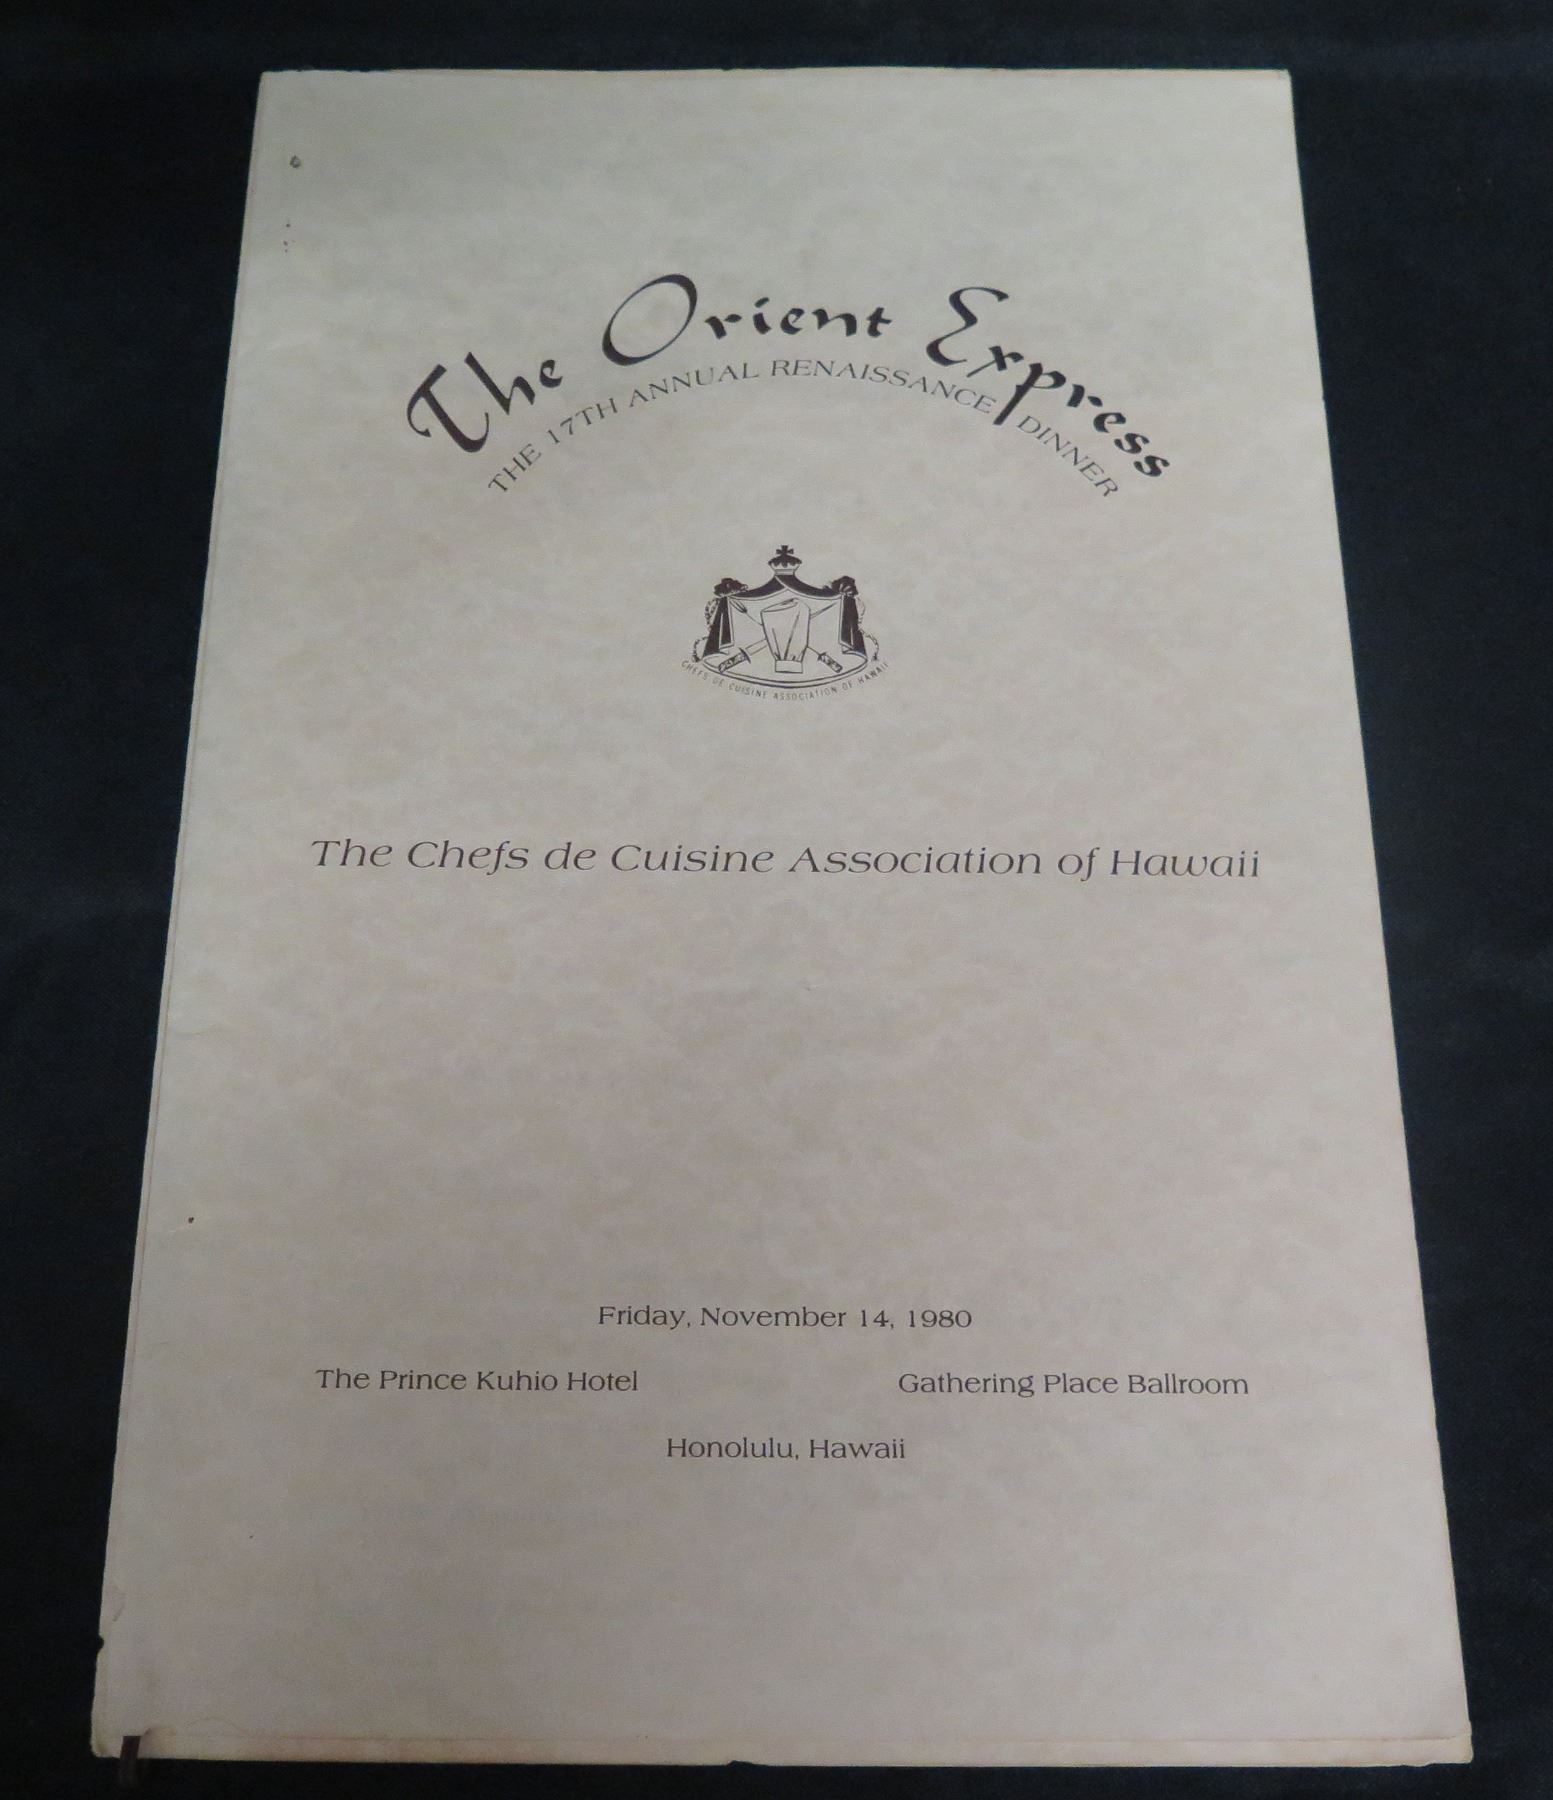 The Orient Express
THE 17TH ANNUAL RENAISSANCE DINNER
CHEFS DE CUISINE ASSOCIATION OF HAWAII
The Chefs de Cuisine Association of Hawaii
Friday, November 14, 1980
The Prince Kuhio Hotel
Gathering Place Ballroom
Honolulu, Hawaii